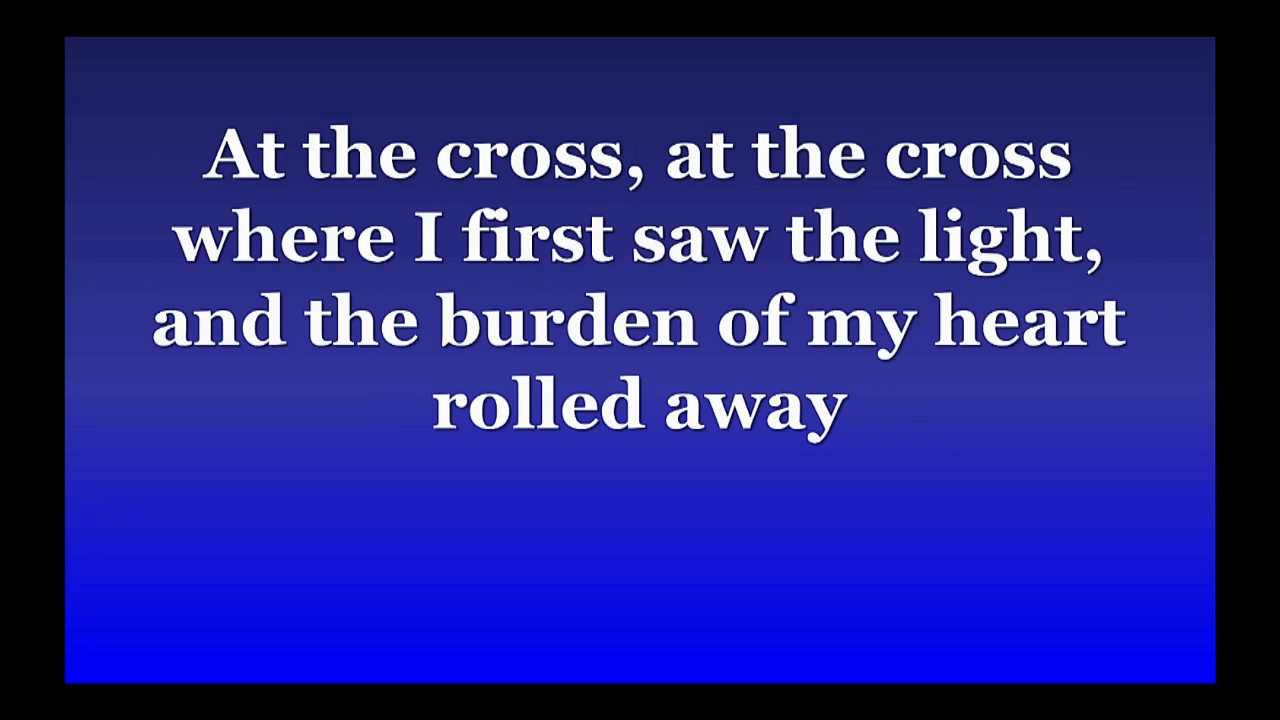 At the cross, at the cross
where I first saw the light,
and the burden of my heart
rolled away